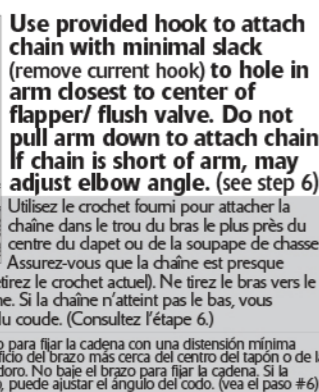 Use provided hook to attach
chain with minimal slack
(remove current hook) to hole in
arm closest to center of
flapper/ flush valve. Do not
pull arm down to attach chain
If chain is short of arm, may
adjust elbow angle. (see step 6)
Utilisez le crochet fourni pour attacher la
chaîne dans le trou du bras le plus près du
centre du clapet ou de la soupape de chasse
Assurez-vous que la chaîne est presque
tirez le crochet actuel). Ne tirez le bras vers le
ne. Si la chaîne n'atteint pas le bas, vous
du coude. (Consultez l'étape 6.)
o para fijar la cadena con una distensión mínima
ficio del brazo más cerca del centro del tapón o de la
doro. No baje el brazo para fijar la cadena. Si la
o, puede ajustar el ángulo del codo. (vea el paso #6)